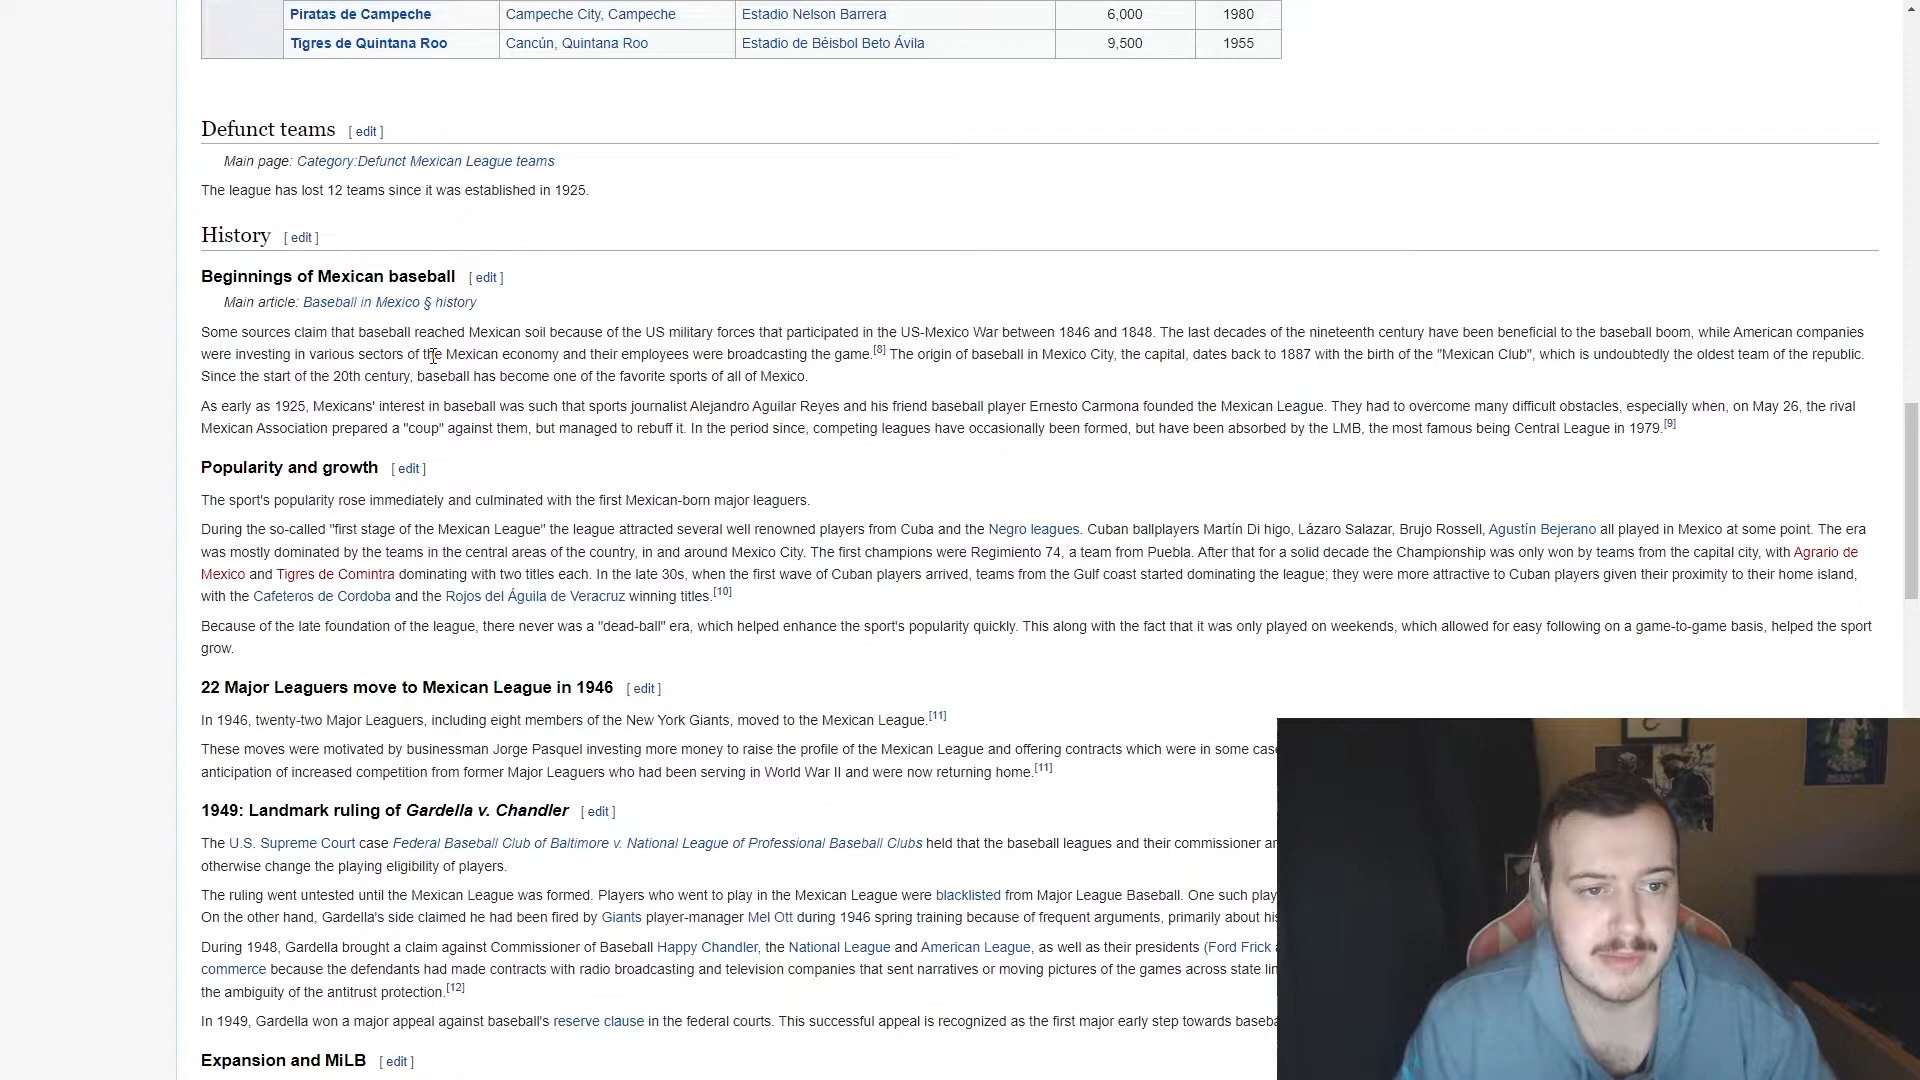 Piratas de Campeche Campeche City, Campeche Estadio Nelson Barrera 6,000 1980
Tigres de Quintana Roo Cancún, Quintana Roo Estadio de Béisbol Beto Ávila 9,500 1955
Defunct teams [ edit ]
Main page: Category:Defunct Mexican League teams
The league has lost 12 teams since it was established in 1925.
History [ edit ]
Beginnings of Mexican baseball [ edit ]
Main article: Baseball in Mexico § history
Some sources claim that baseball reached Mexican soil because of the US military forces that participated in the US-Mexico War between 1846 and 1848. The last decades of the nineteenth century have been beneficial to the baseball boom, while American companies
were investing in various sectors of the Mexican economy and their employees were broadcasting the game.[8] The origin of baseball in Mexico City, the capital, dates back to 1887 with the birth of the "Mexican Club", which is undoubtedly the oldest team of the republic.
Since the start of the 20th century, baseball has become one of the favorite sports of all of Mexico.
As early as 1925, Mexicans' interest in baseball was such that sports journalist Alejandro Aguilar Reyes and his friend baseball player Ernesto Carmona founded the Mexican League. They had to overcome many difficult obstacles, especially when, on May 26, the rival
Mexican Association prepared a "coup" against them, but managed to rebuff it. In the period since, competing leagues have occasionally been formed, but have been absorbed by the LMB, the most famous being Central League in 1979.[9]
Popularity and growth [ edit ]
The sport's popularity rose immediately and culminated with the first Mexican-born major leaguers.
During the so-called "first stage of the Mexican League" the league attracted several well renowned players from Cuba and the Negro leagues. Cuban ballplayers Martín Di higo, Lázaro Salazar, Brujo Rossell, Agustín Bejerano all played in Mexico at some point. The era
was mostly dominated by the teams in the central areas of the country, in and around Mexico City. The first champions were Regimiento 74, a team from Puebla. After that for a solid decade the Championship was only won by teams from the capital city, with Agrario de
Mexico and Tigres de Comintra dominating with two titles each. In the late 30s, when the first wave of Cuban players arrived, teams from the Gulf coast started dominating the league; they were more attractive to Cuban players given their proximity to their home island,
with the Cafeteros de Cordoba and the Rojos del Águila de Veracruz winning titles.[10]
Because of the late foundation of the league, there never was a "dead-ball" era, which helped enhance the sport's popularity quickly. This along with the fact that it was only played on weekends, which allowed for easy following on a game-to-game basis, helped the sport
grow.
22 Major Leaguers move to Mexican League in 1946 [ edit ]
In 1946, twenty-two Major Leaguers, including eight members of the New York Giants, moved to the Mexican League.[11]
These moves were motivated by businessman Jorge Pasquel investing more money to raise the profile of the Mexican League and offering contracts which were in some cas
anticipation of increased competition from former Major Leaguers who had been serving in World War II and were now returning home.[11]
1949: Landmark ruling of Gardella v. Chandler [ edit ]
The U.S. Supreme Court case Federal Baseball Club of Baltimore v. National League of Professional Baseball Clubs held that the baseball leagues and their commissioner ar
otherwise change the playing eligibility of players.
The ruling went untested until the Mexican League was formed. Players who went to play in the Mexican League were blacklisted from Major League Baseball. One such play
On the other hand, Gardella's side claimed he had been fired by Giants player-manager Mel Ott during 1946 spring training because of frequent arguments, primarily about his
During 1948, Gardella brought a claim against Commissioner of Baseball Happy Chandler, the National League and American League, as well as their presidents (Ford Frick a
commerce because the defendants had made contracts with radio broadcasting and television companies that sent narratives or moving pictures of the games across state lin
the ambiguity of the antitrust protection.[12]
In 1949, Gardella won a major appeal against baseball's reserve clause in the federal courts. This successful appeal is recognized as the first major early step towards baseba
Expansion and MiLB [ edit ]